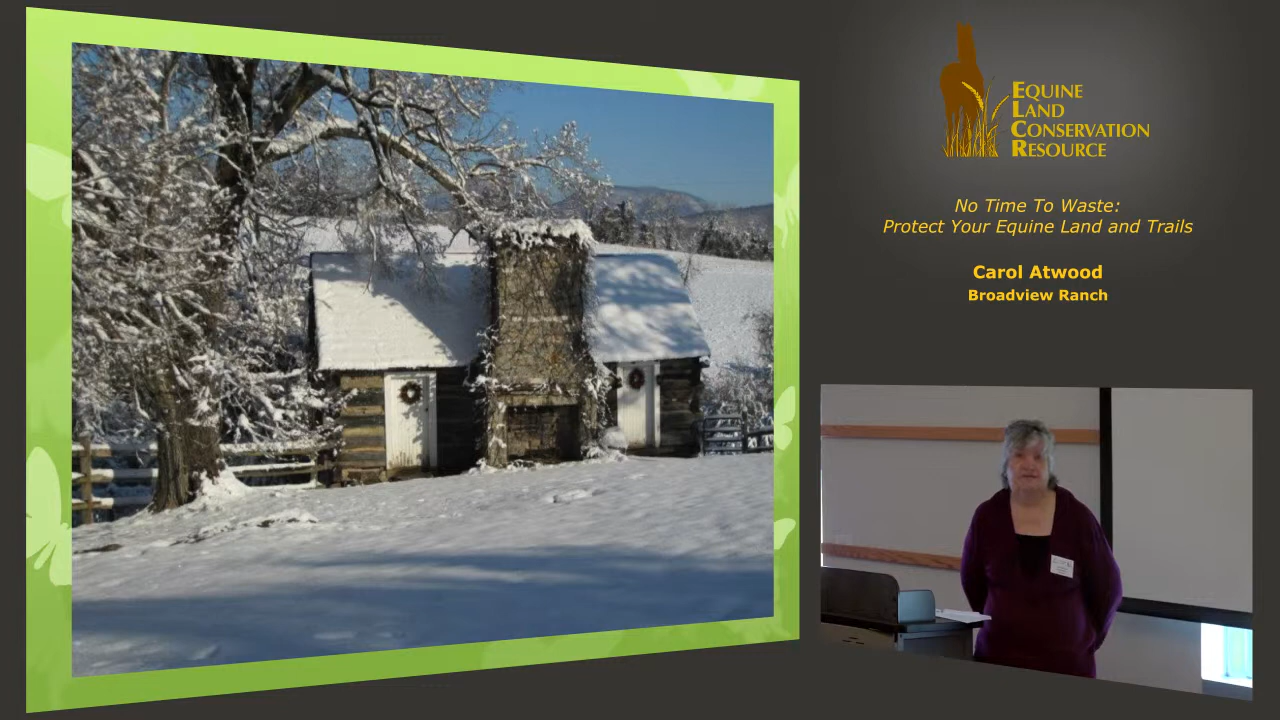 EQUINE
LAND
CONSERVATION
RESOURCE
No Time To Waste:
Protect Your Equine Land and Trails
Carol Atwood
Broadview Ranch